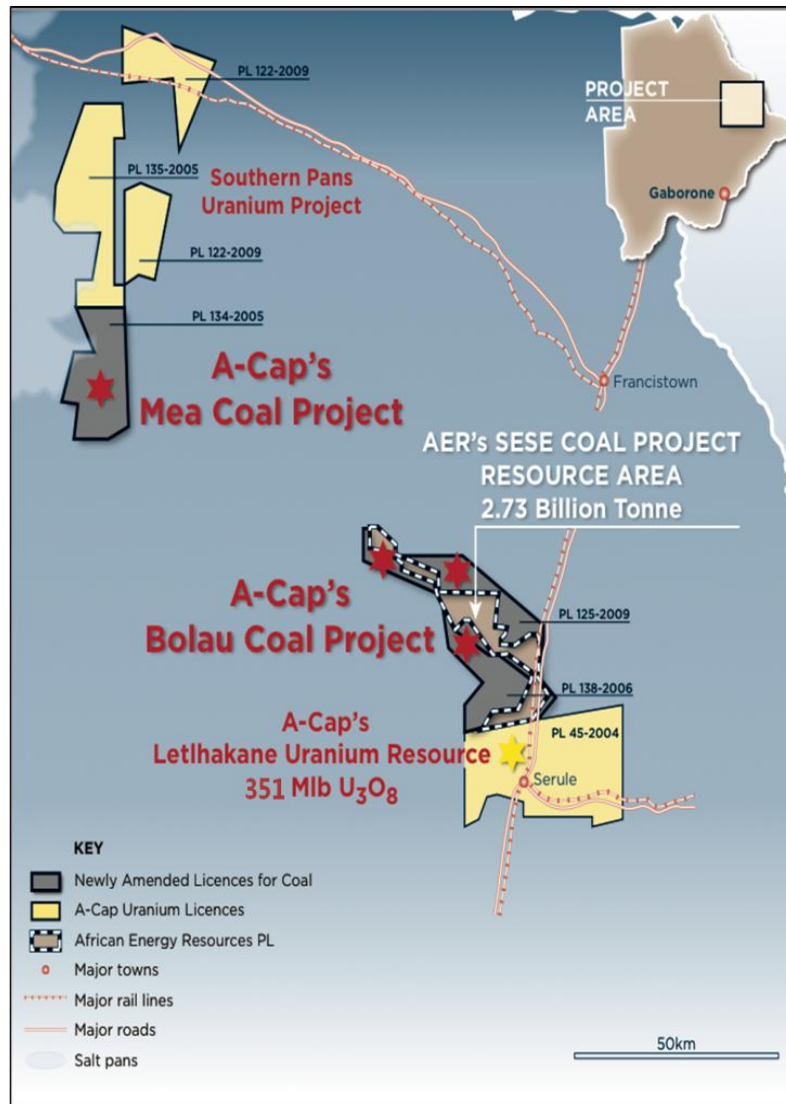 PL 122-2009
PROJECT
AREA
PL 135-2005
Southern Pans
Uranium Project
Gaborone
PL 122-2009
PL 134-2005
A-Cap's
Mea Coal Project
Francistown
AER's SESE COAL PROJECT
RESOURCE AREA
2.73 Billion Tonne
A-Cap's
Bolau Coal Project
PL 125-2009
PL 138-2006
A-Cap's
Letlhakane Uranium Resource
351 Mlb U₃O₈
PL 45-2004
Serule
KEY
Newly Amended Licences for Coal
A-Cap Uranium Licences
African Energy Resources PL
Major towns
Major rail lines
Major roads
Salt pans
50km